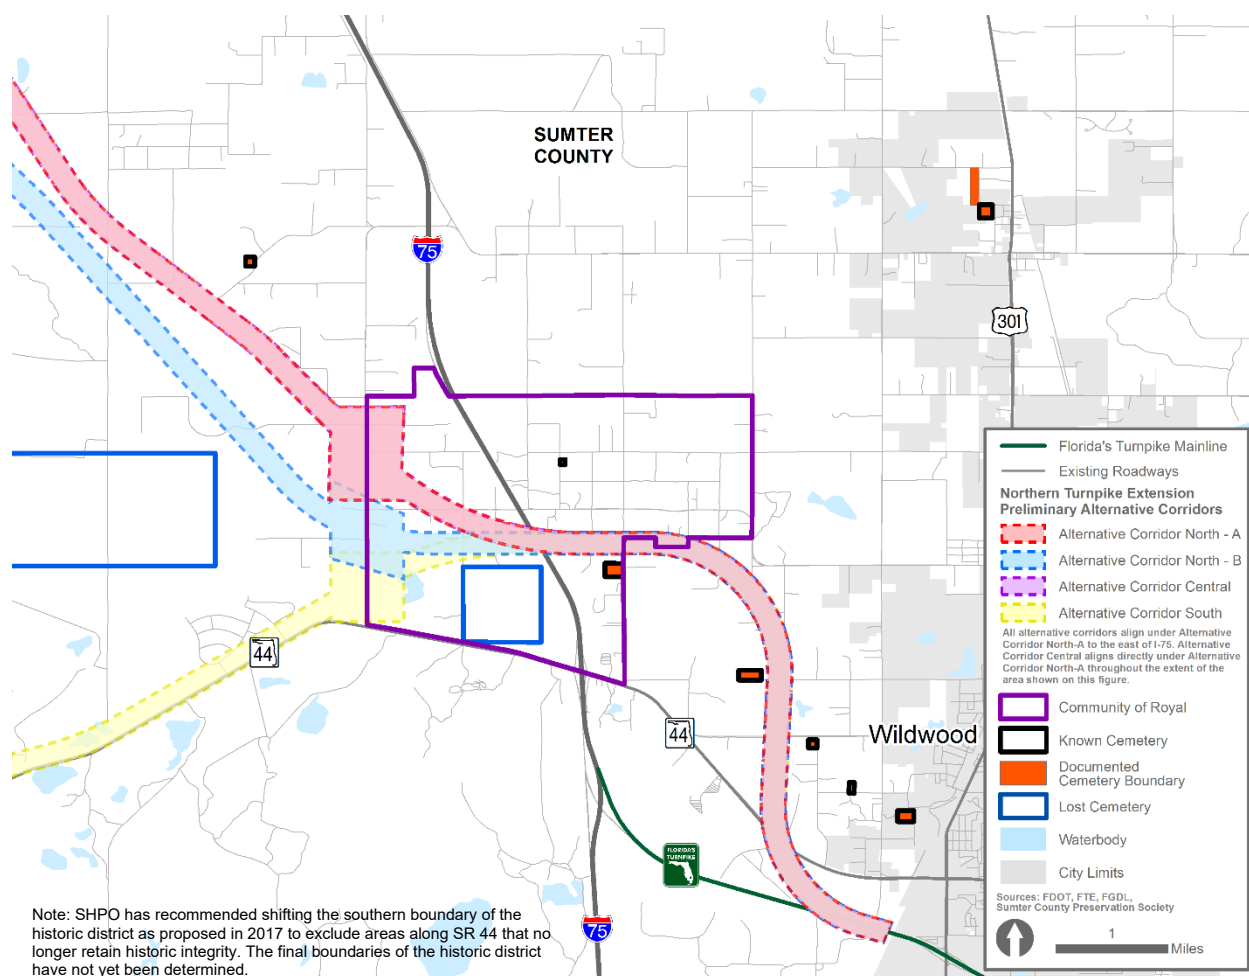 SUMTER
COUNTY
75
301
44
44
Wildwood
FLORIDA'S
TURNPIKE
75
Note: SHPO has recommended shifting the southern boundary of the
historic district as proposed in 2017 to exclude areas along SR 44 that no
longer retain historic integrity. The final boundaries of the historic district
have not yet been determined.
Florida's Turnpike Mainline
Existing Roadways
Northern Turnpike Extension
Preliminary Alternative Corridors
Alternative Corridor North - A
Alternative Corridor North - B
Alternative Corridor Central
Alternative Corridor South
All alternative corridors align under Alternative
Corridor North-A to the east of I-75. Alternative
Corridor Central aligns directly under Alternative
Corridor North-A throughout the extent of the
area shown on this figure.
Community of Royal
Known Cemetery
Documented
Cemetery Boundary
Lost Cemetery
Waterbody
City Limits
Sources: FDOT, FTE, FGDL,
Sumter County Preservation Society
1
Miles